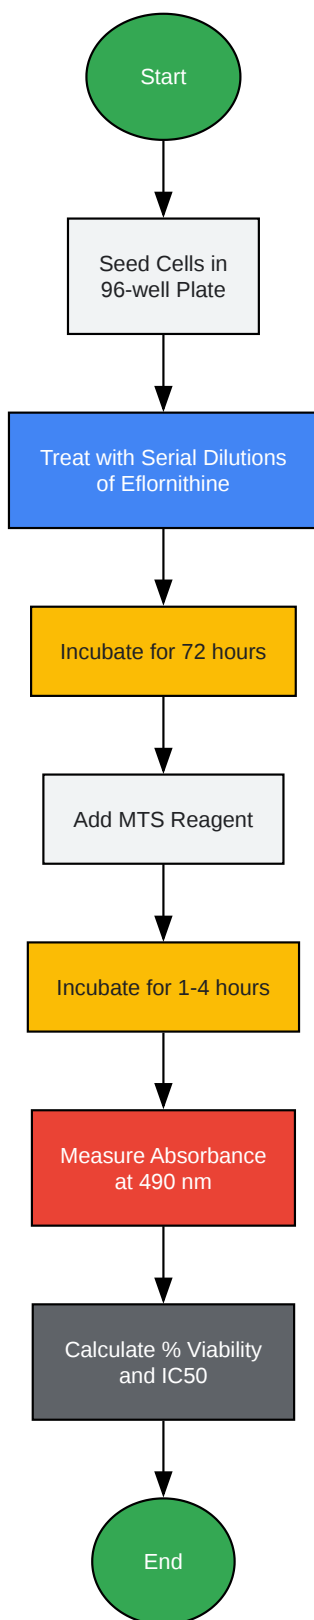 Start
Seed Cells in
96-well Plate
Treat with Serial Dilutions
of Eflornithine
Incubate for 72 hours
Add MTS Reagent
Incubate for 1-4 hours
Measure Absorbance
at 490 nm
Calculate % Viability
and IC50
End